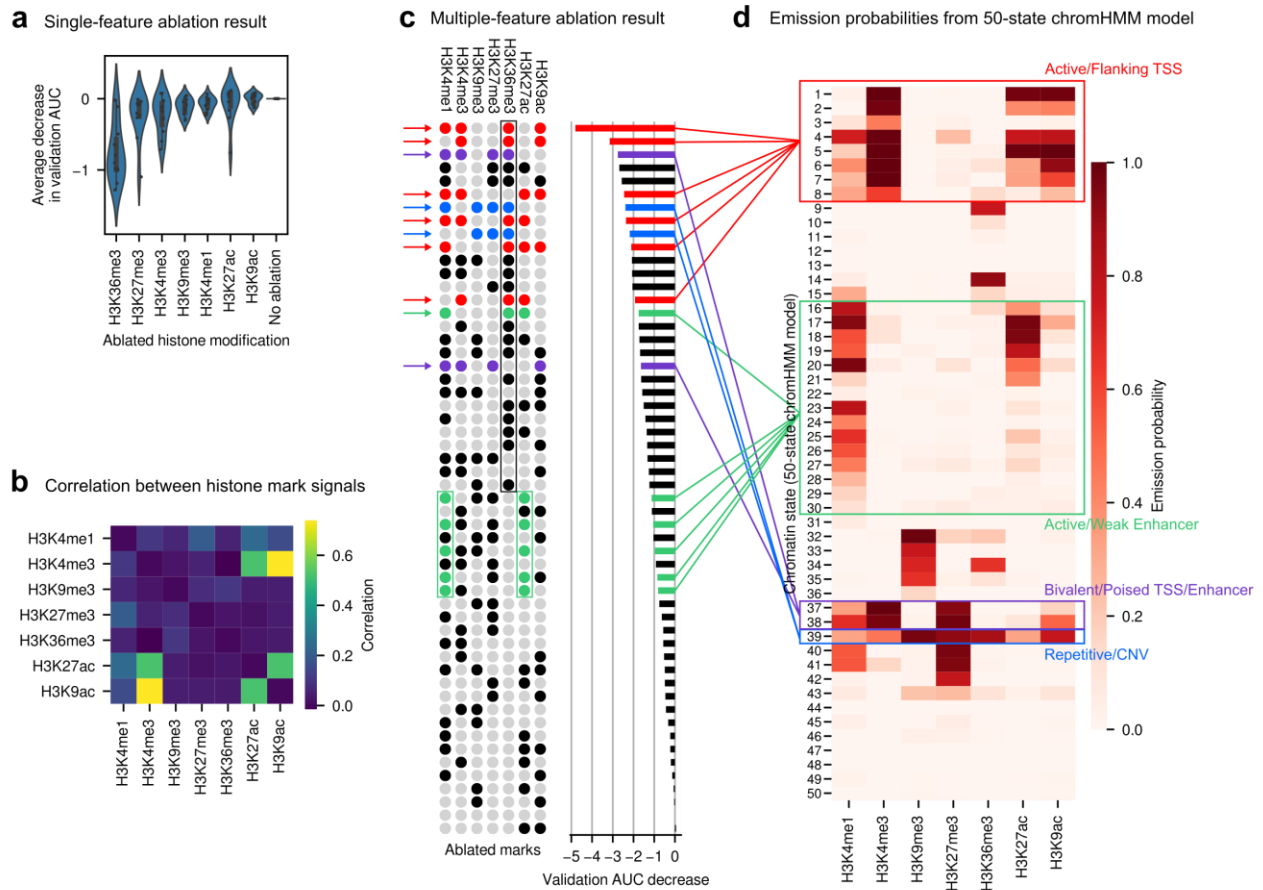 a Single-feature ablation result
Average decrease
in validation AUC
0
−1
H3K36me3
H3K27me3
H3K4me3
H3K9me3
H3K4me1
H3K27ac
H3K9ac
No ablation
Ablated histone modification
b Correlation between histone mark signals
H3K4me1
H3K4me3
H3K9me3
H3K27me3
H3K36me3
H3K27ac
H3K9ac
H3K4me1
H3K4me3
H3K9me3
H3K27me3
H3K36me3
H3K27ac
H3K9ac
0.6
0.4
0.2
0.0
Correlation
c Multiple-feature ablation result
H3K4me1
H3K4me3
H3K9me3
H3K27me3
H3K36me3
H3K27ac
H3K9ac
Ablated marks
−5 −4 −3 −2 −1 0
Validation AUC decrease
d Emission probabilities from 50-state chromHMM model
Active/Flanking TSS
Chromatin state (50-state chromHMM model)
1
2
3
4
5
6
7
8
9
10
11
12
13
14
15
16
17
18
19
20
21
22
23
24
25
26
27
28
29
30
31
32
33
34
35
36
37
38
39
40
41
42
43
44
45
46
47
48
49
50
Active/Weak Enhancer
Bivalent/Poised TSS/Enhancer
Repetitive/CNV
H3K4me1
H3K4me3
H3K9me3
H3K27me3
H3K36me3
H3K27ac
H3K9ac
1.0
0.8
0.6
0.4
0.2
0.0
Emission probability